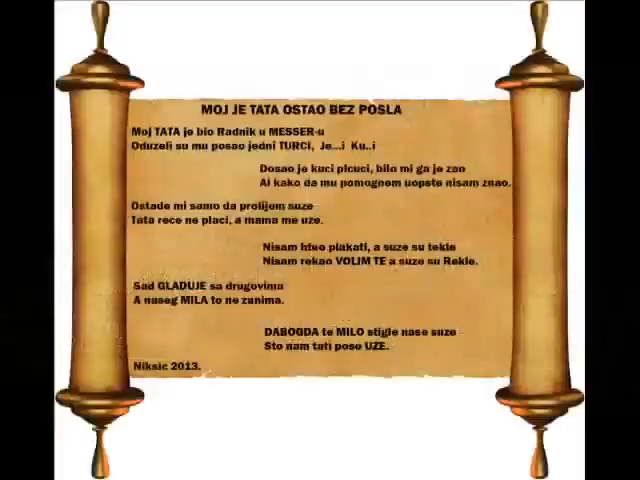 MOJ JE TATA OSTAO BEZ POSLA
Moj TATA je bio Radnik u MESSER-u
Oduzeli su mu posao jedni TURCI, Je...i Ku..i
Dosao je kuci plcuci, bilo mi ga je zao
Ai kako da mu pomognem uopste nisam znao.
Ostade mi samo da prolijem suze
Tata rece ne placi, a mama me uze.
Nisam hteo plakati, a suze su tekle
Nisam rekao VOLIM TE a suze su Rekle.
Sad GLADUJE sa drugovima
A naseg MILA to ne zanima.
DABOGDA te MILO stigle nase suze
Sto nam tati poso UZE.
Niksic 2013.